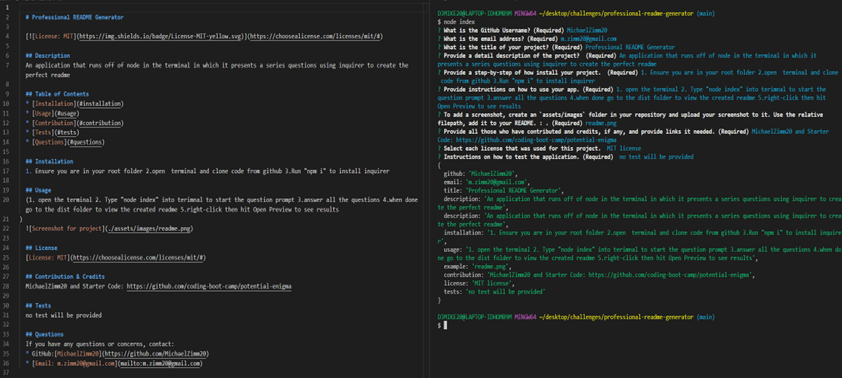 1
2 # Professional README Generator
3
4 [![License: MIT](https://img.shields.io/badge/License-MIT-yellow.svg)](https://choosealicense.com/licenses/mit/#)
5
6 ## Description
7 An application that runs off of node in the terminal in which it presents a series questions using inquirer to create the
perfect readme
8
9 ## Table of Contents
10 * [Installation](#installation)
11 * [Usage](#usage)
12 * [Contribution](#contribution)
13 * [Tests](#tests)
14 * [Questions](#questions)
15
16 ## Installation
17 1. Ensure you are in your root folder 2.open  terminal and clone code from github 3.Run "npm i" to install inquirer
18
19 ## Usage
20 (1. open the terminal 2. Type "node index" into terimnal to start the question prompt 3.answer all the questions 4.when done
go to the dist folder to view the created readme 5.right-click then hit Open Preview to see results
21 )
22 ![Screenshot for project](./assets/images/readme.png)
23
24 ## License
25 [License: MIT](https://choosealicense.com/licenses/mit/#)
26
27 ## Contribution & Credits
28 MichaelZimm20 and Starter Code: https://github.com/coding-boot-camp/potential-enigma
29
30
31 ## Tests
32 no test will be provided
33
34 ## Questions
34 If you have any questions or concerns, contact:
35 * GitHub:[MichaelZimm20](https://github.com/MichaelZimm20)
36 * [Email: m.zimm20@gmail.com](mailto:m.zimm20@gmail.com)
37
D3MIKE20@LAPTOP-IDHOM09M MINGW64 ~/desktop/challenges/professional-readme-generator (main)
$ node index
? What is the GitHub Username? (Required) MichaelZimm20
? What is the email address? (Required) m.zimm20@gmail.com
? What is the title of your project? (Required) Professional README Generator
? Provide a detail description of the project?  (Required) An application that runs off of node in the terminal in which it
presents a series questions using inquirer to create the perfect readme
? Provide a step-by-step of how install your project.  (Required) 1. Ensure you are in your root folder 2.open  terminal and clone
code from github 3.Run "npm i" to install inquirer
? Provide instructions on how to use your app. (Required) 1. open the terminal 2. Type "node index" into terimnal to start the
question prompt 3.answer all the questions 4.when done go to the dist folder to view the created readme 5.right-click then hit
Open Preview to see results
? To add a screenshot, create an `assets/images` folder in your repository and upload your screenshot to it. Use the relative
filepath, add it to your README. : . (Required) readme.png
? Provide all those who have contributed and credits, if any, and provide links it needed. (Required) MichaelZimm20 and Starter
Code: https://github.com/coding-boot-camp/potential-enigma
? Select each license that was used for this project.  MIT license
? Instructions on how to test the application. (Required)  no test will be provided
{
github: 'MichaelZimm20',
email: 'm.zimm20@gmail.com',
title: 'Professional README Generator',
description: 'An application that runs off of node in the terminal in which it presents a series questions using inquirer to crea
te the perfect readme',
description: 'An application that runs off of node in the terminal in which it presents a series questions using inquirer to crea
te the perfect readme',
installation: '1. Ensure you are in your root folder 2.open  terminal and clone code from github 3.Run "npm i" to install inquire
r',
usage: '1. open the terminal 2. Type "node index" into terimnal to start the question prompt 3.answer all the questions 4.when do
ne go to the dist folder to view the created readme 5.right-click then hit Open Preview to see results',
example: 'readme.png',
contribution: 'MichaelZimm20 and Starter Code: https://github.com/coding-boot-camp/potential-enigma',
license: 'MIT license',
tests: 'no test will be provided'
}
D3MIKE20@LAPTOP-IDHOM09M MINGW64 ~/desktop/challenges/professional-readme-generator (main)
$